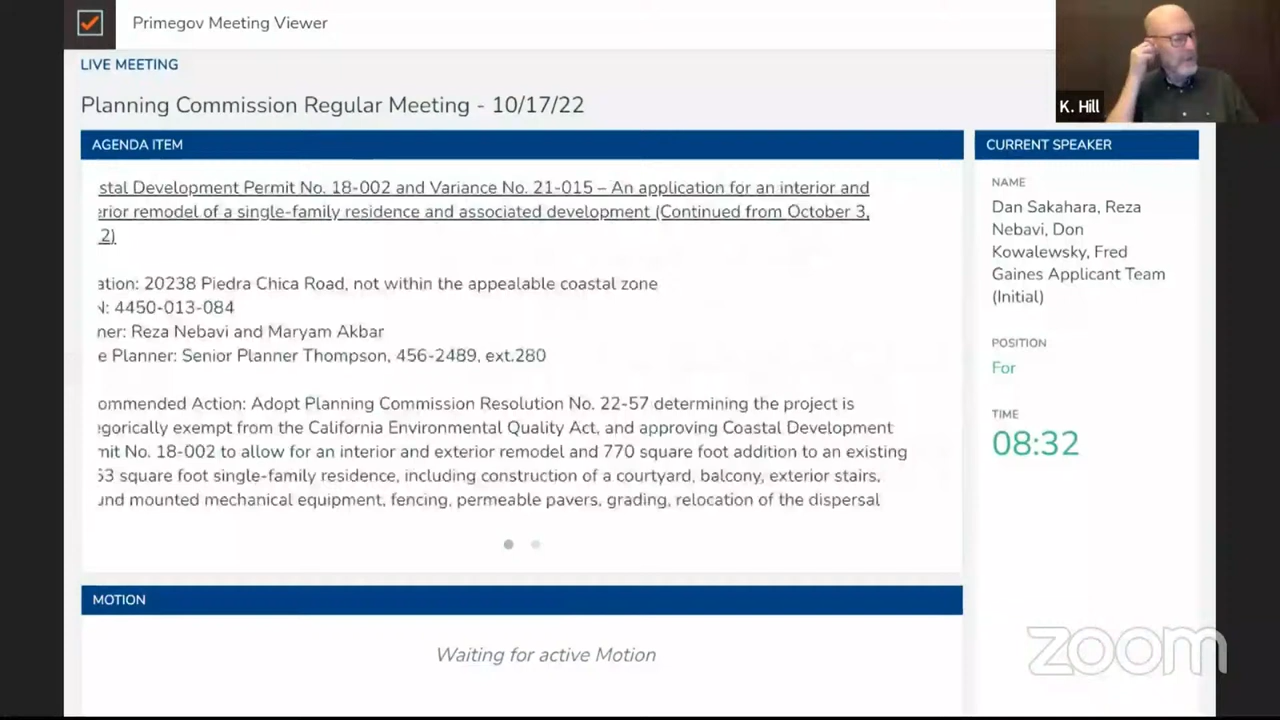 Primegov Meeting Viewer
K. Hill
LIVE MEETING
Planning Commission Regular Meeting - 10/17/22
AGENDA ITEM
stal Development Permit No. 18-002 and Variance No. 21-015 – An application for an interior and
erior remodel of a single-family residence and associated development (Continued from October 3,
2)
ation: 20238 Piedra Chica Road, not within the appealable coastal zone
N: 4450-013-084
ner: Reza Nebavi and Maryam Akbar
e Planner: Senior Planner Thompson, 456-2489, ext.280
ommended Action: Adopt Planning Commission Resolution No. 22-57 determining the project is
egorically exempt from the California Environmental Quality Act, and approving Coastal Development
mit No. 18-002 to allow for an interior and exterior remodel and 770 square foot addition to an existing
63 square foot single-family residence, including construction of a courtyard, balcony, exterior stairs,
und mounted mechanical equipment, fencing, permeable pavers, grading, relocation of the dispersal
MOTION
Waiting for active Motion
CURRENT SPEAKER
NAME
Dan Sakahara, Reza
Nebavi, Don
Kowalewsky, Fred
Gaines Applicant Team
(Initial)
POSITION
For
TIME
08:32
zoom